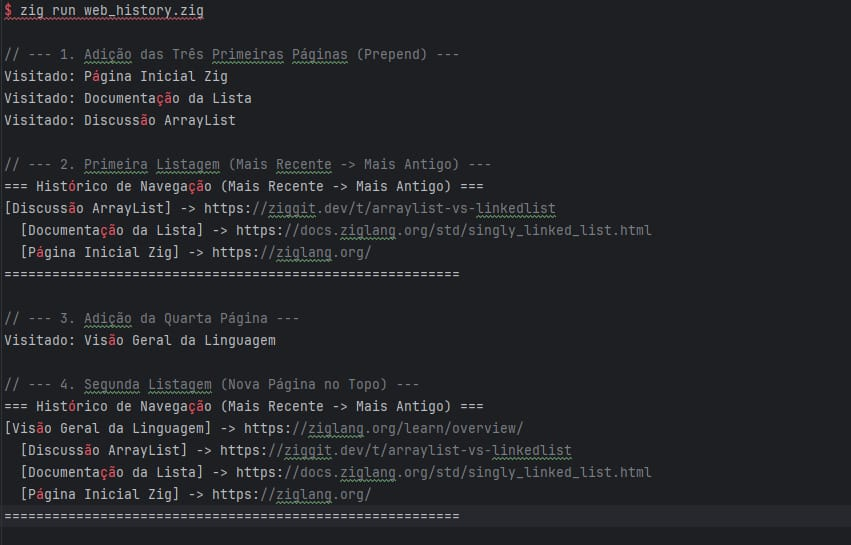 $ zig run web_history.zig
// --- 1. Adição das Três Primeiras Páginas (Prepend) ---
Visitado: Página Inicial Zig
Visitado: Documentação da Lista
Visitado: Discussão ArrayList
// --- 2. Primeira Listagem (Mais Recente -> Mais Antigo) ---
=== Histórico de Navegação (Mais Recente -> Mais Antigo) ===
[Discussão ArrayList] -> https://ziggit.dev/t/arraylist-vs-linkedlist
[Documentação da Lista] -> https://docs.ziglang.org/std/singly_linked_list.html
[Página Inicial Zig] -> https://ziglang.org/
=========================================================
// --- 3. Adição da Quarta Página ---
Visitado: Visão Geral da Linguagem
// --- 4. Segunda Listagem (Nova Página no Topo) ---
=== Histórico de Navegação (Mais Recente -> Mais Antigo) ===
[Visão Geral da Linguagem] -> https://ziglang.org/learn/overview/
[Discussão ArrayList] -> https://ziggit.dev/t/arraylist-vs-linkedlist
[Documentação da Lista] -> https://docs.ziglang.org/std/singly_linked_list.html
[Página Inicial Zig] -> https://ziglang.org/
=========================================================